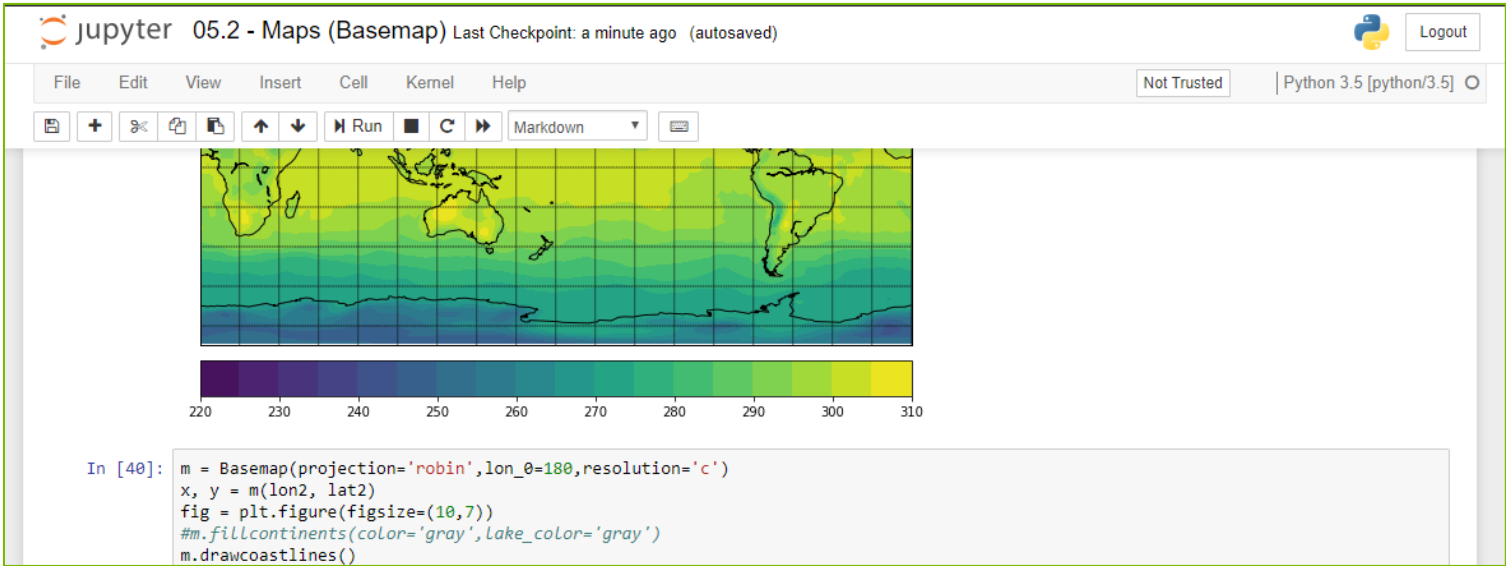 jupyter 05.2 - Maps (Basemap) Last Checkpoint: a minute ago (autosaved) Logout
File Edit View Insert Cell Kernel Help Not Trusted Python 3.5 [python/3.5]
Run Markdown
220 230 240 250 260 270 280 290 300 310
In [40]: m = Basemap(projection='robin',lon_0=180,resolution='c')
x, y = m(lon2, lat2)
fig = plt.figure(figsize=(10,7))
#m.fillcontinents(color='gray',lake_color='gray')
m.drawcoastlines()